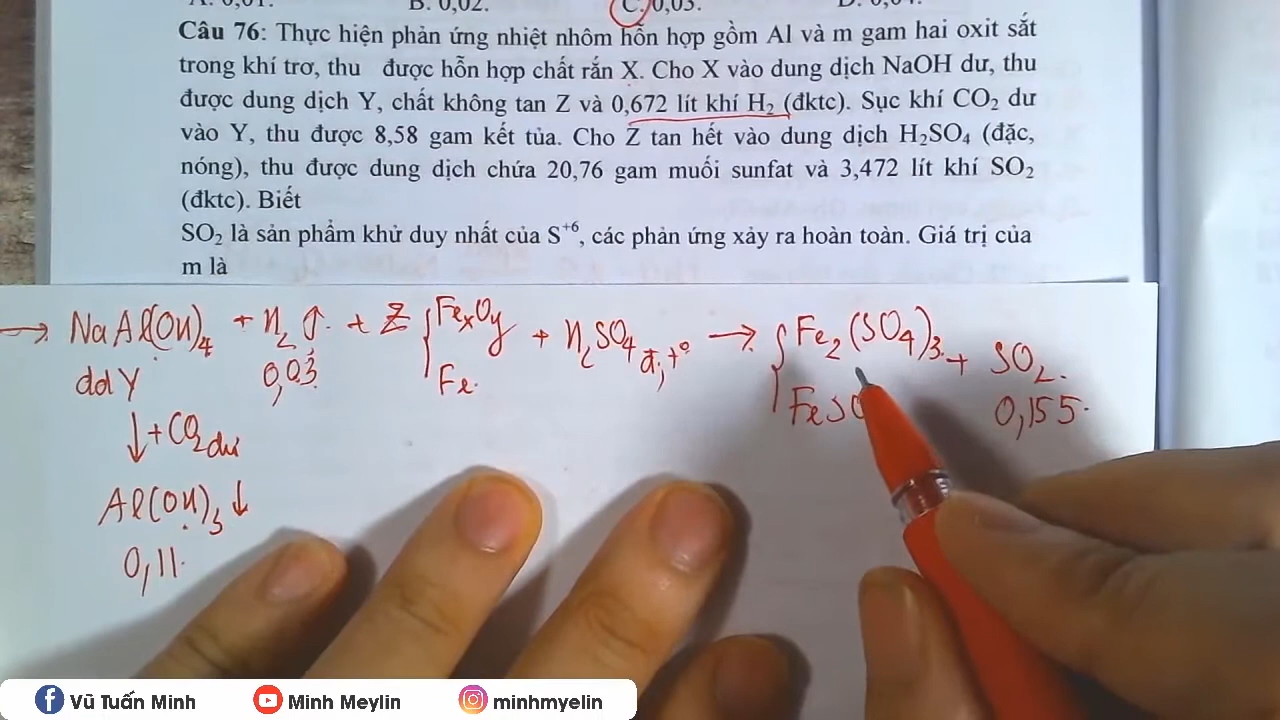 B. 0,02.
C. 0,03.
Câu 76: Thực hiện phản ứng nhiệt nhôm hỗn hợp gồm Al và m gam hai oxit sắt
trong khí trơ, thu được hỗn hợp chất rắn X. Cho X vào dung dịch NaOH dư, thu
được dung dịch Y, chất không tan Z và 0,672 lít khí H₂ (đktc). Sục khí CO₂ dư
vào Y, thu được 8,58 gam kết tủa. Cho Z tan hết vào dung dịch H₂SO₄ (đặc,
nóng), thu được dung dịch chứa 20,76 gam muối sunfat và 3,472 lít khí SO₂
(đktc). Biết
SO₂ là sản phẩm khử duy nhất của S⁺⁶, các phản ứng xảy ra hoàn toàn. Giá trị của
m là
→ NaAl(OH)₄ + H₂ ↑ + Z { FexOy + H₂SO₄ đ, t° → { Fe₂(SO₄)₃ + SO₂
ddY 0,03 Fe FeSO 0,155
↓ + CO₂ dư
Al(OH)₃ ↓
0,11
Vũ Tuấn Minh Minh Meylin minhmyelin